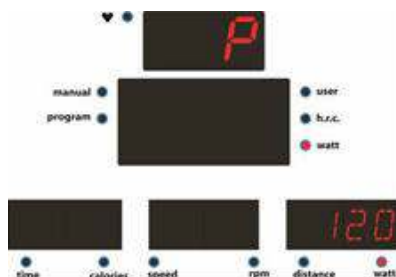 ♥
P
manual user
program h.r.c.
watt
120
time calories speed rpm distance watt